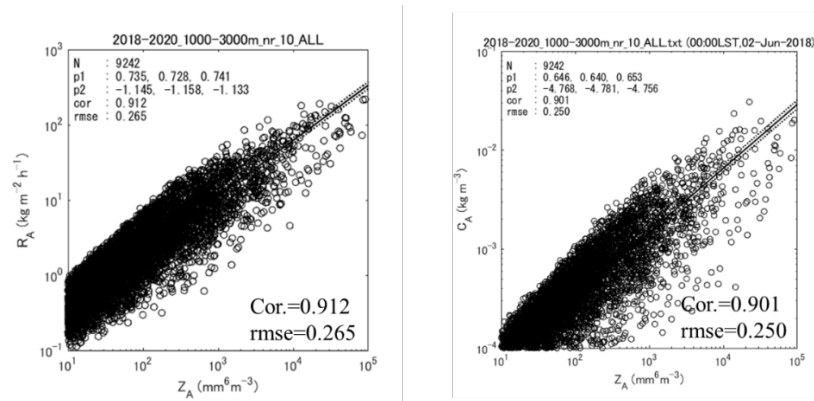 2018-2020_1000-3000m_nr_10_ALL
N : 9242
p1 : 0.735, 0.728, 0.741
p2 : -1.145, -1.158, -1.133
cor : 0.912
rmse : 0.265
10³
10²
10¹
10⁰
10⁻¹
R_A (kg m⁻² h⁻¹)
Cor.=0.912
rmse=0.265
10¹ 10² 10³ 10⁴ 10⁵
Z_A (mm⁶m⁻³)
2018-2020_1000-3000m_nr_10_ALL.txt (00:00LST,02-Jun-2018)
N : 9242
p1 : 0.646, 0.640, 0.653
p2 : -4.768, -4.781, -4.756
cor : 0.901
rmse : 0.250
10⁻¹
10⁻²
10⁻³
10⁻⁴
C_A (kg m⁻³)
Cor.=0.901
rmse=0.250
10¹ 10² 10³ 10⁴ 10⁵
Z_A (mm⁶m⁻³)